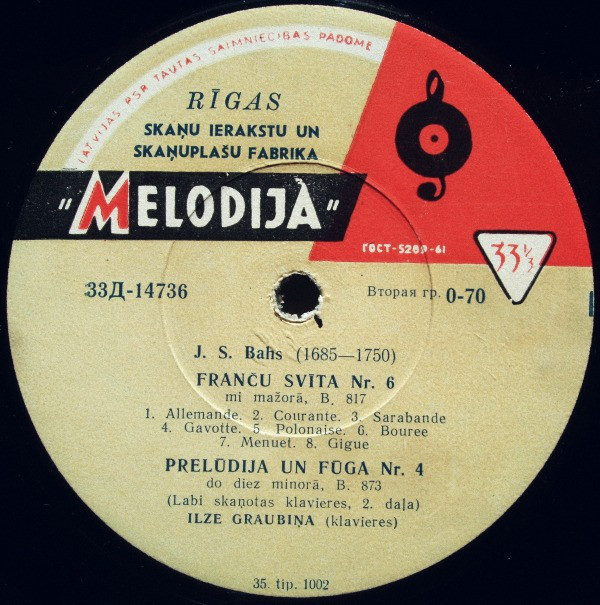 LATVIJAS PSR TAUTAS SAIMNIECĪBAS PADOME
RĪGAS
SKAŅU IERAKSTU UN
SKAŅUPLAŠU FABRIKA
"MELODIJA"
ГОСТ-5289-61
33⅓
33Д-14736
Вторая гр. 0-70
J. S. Bahs (1685—1750)
FRANČU SVĪTA Nr. 6
mi mažorā, B. 817
1. Allemande. 2. Courante. 3. Sarabande
4. Gavotte. 5 Polonaise. 6. Bouree
7. Menuet. 8. Gigue
PRELŪDIJA UN FŪGA Nr. 4
do diez minorā, B. 873
(Labi skaņotas klavieres, 2. daļa)
ILZE GRAUBIŅA (klavieres)
35. tip. 1002